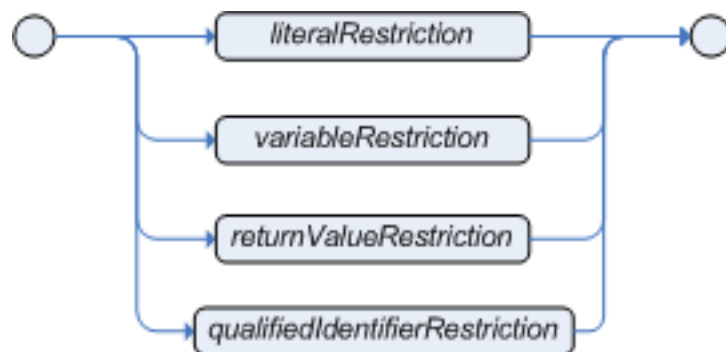 literalRestriction
variableRestriction
returnValueRestriction
qualifiedIdentifierRestriction